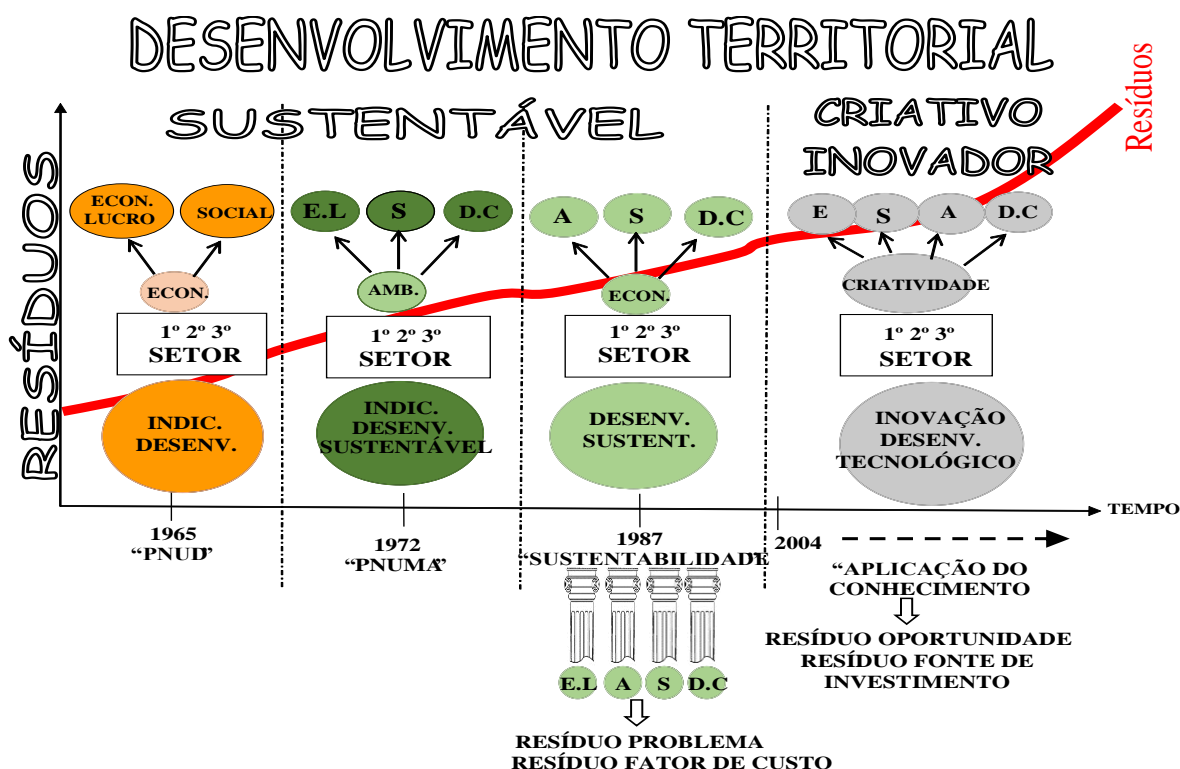 DESENVOLVIMENTO TERRITORIAL
SUSTENTÁVEL
CRIATIVO
INOVADOR
Resíduos
RESÍDUOS
ECON.
LUCRO
SOCIAL
ECON.
1º 2º 3º
SETOR
INDIC.
DESENV.
E.L
S
D.C
AMB.
1º 2º 3º
SETOR
INDIC.
DESENV.
SUSTENTÁVEL
A
S
D.C
ECON.
1º 2º 3º
SETOR
DESENV.
SUSTENT.
E
S
A
D.C
CRIATIVIDADE
1º 2º 3º
SETOR
INOVAÇÃO
DESENV.
TECNOLÓGICO
TEMPO
1965
“PNUD”
1972
“PNUMA”
1987
“SUSTENTABILIDADE”
2004
“APLICAÇÃO DO
CONHECIMENTO
E.L
A
S
D.C
RESÍDUO PROBLEMA
RESÍDUO FATOR DE CUSTO
RESÍDUO OPORTUNIDADE
RESÍDUO FONTE DE
INVESTIMENTO